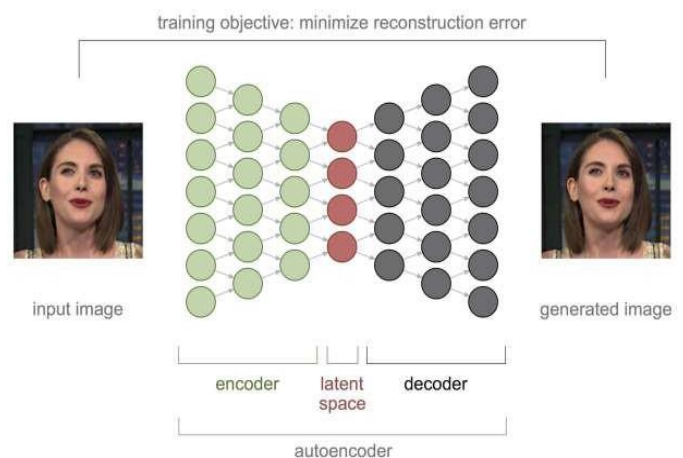 training objective: minimize reconstruction error
input image
generated image
encoder
latent
space
decoder
autoencoder